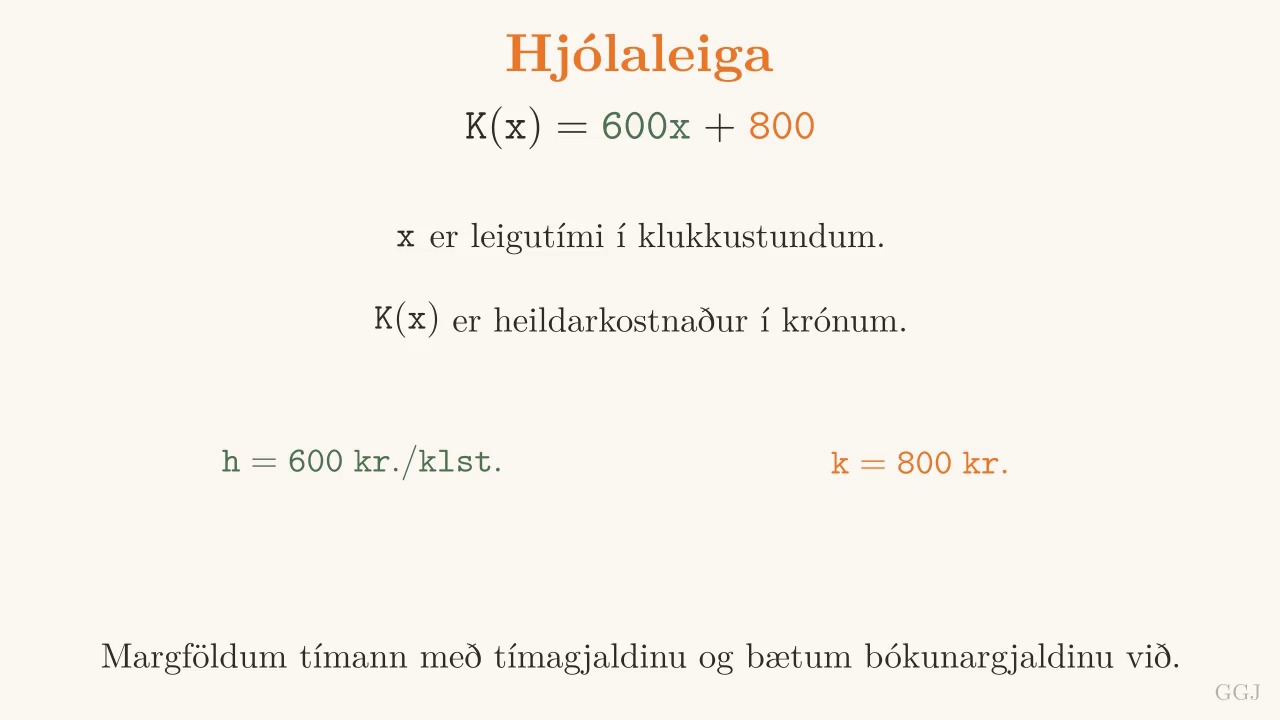 Hjólaleiga
K(x) = 600x + 800
x er leigutími í klukkustundum.
K(x) er heildarkostnaður í krónum.
h = 600 kr./klst.
k = 800 kr.
Margföldum tímann með tímagjaldinu og bætum bókunargjaldinu við.
GGJ